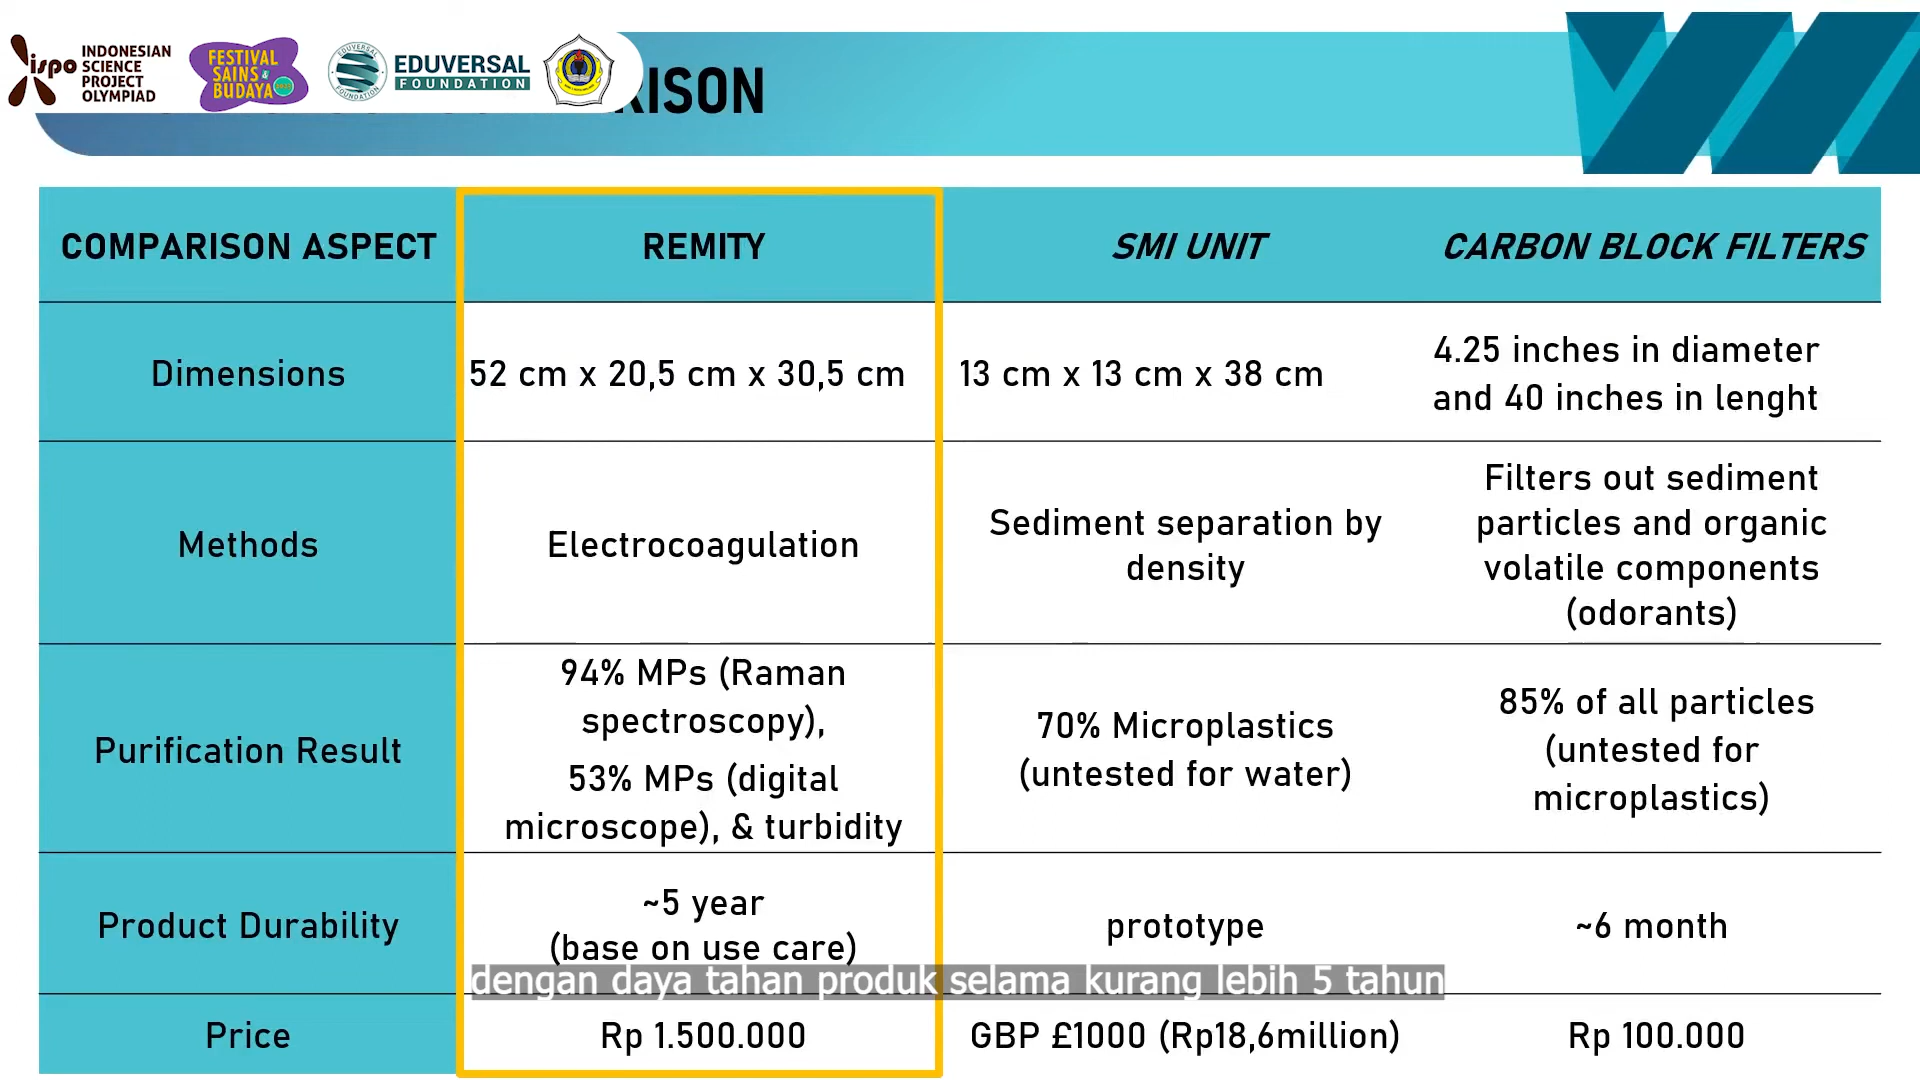 ispo
INDONESIAN
SCIENCE
PROJECT
OLYMPIAD
FESTIVAL
SAINS &
BUDAYA
EDUVERSAL
FOUNDATION
RISON
COMPARISON ASPECT
REMITY
SMI UNIT
CARBON BLOCK FILTERS
Dimensions
52 cm x 20,5 cm x 30,5 cm
13 cm x 13 cm x 38 cm
4.25 inches in diameter
and 40 inches in lenght
Methods
Electrocoagulation
Sediment separation by
density
Filters out sediment
particles and organic
volatile components
(odorants)
Purification Result
94% MPs (Raman
spectroscopy),
53% MPs (digital
microscope), & turbidity
70% Microplastics
(untested for water)
85% of all particles
(untested for
microplastics)
Product Durability
~5 year
(base on use care)
prototype
~6 month
dengan daya tahan produk selama kurang lebih 5 tahun
Price
Rp 1.500.000
GBP £1000 (Rp18,6million)
Rp 100.000